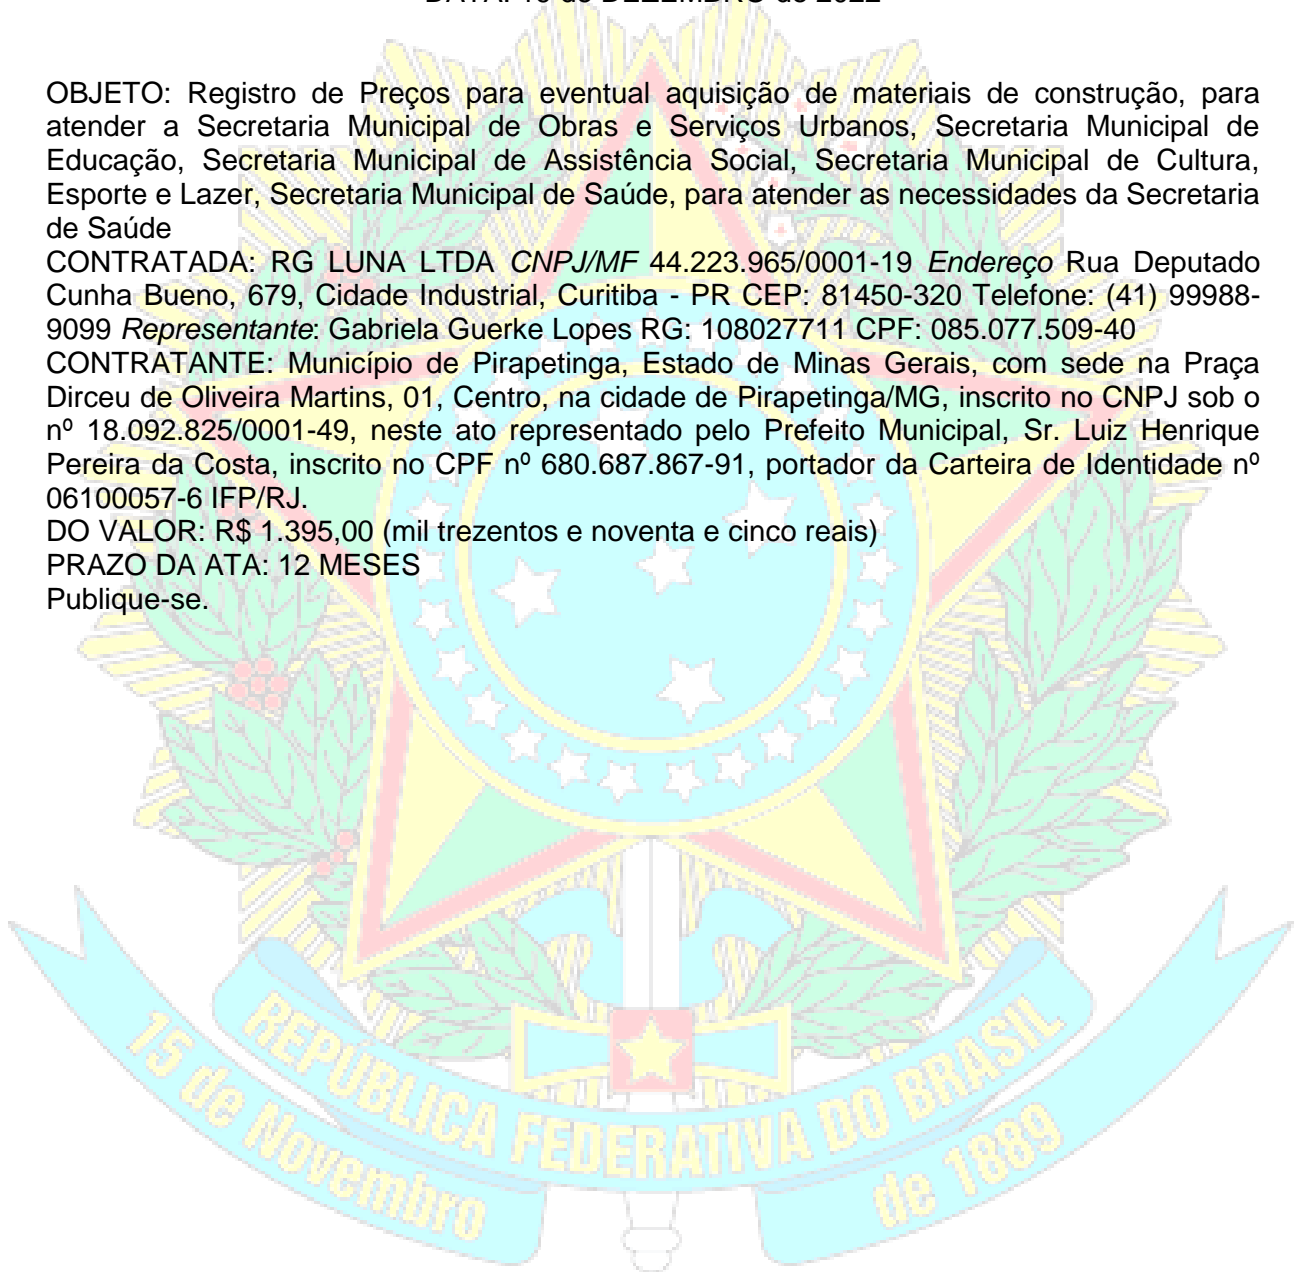 de DEZEMBRO de 2022
OBJETO: Registro de Preços para eventual aquisição de materiais de construção, para
atender a Secretaria Municipal de Obras e Serviços Urbanos, Secretaria Municipal de
Educação, Secretaria Municipal de Assistência Social, Secretaria Municipal de Cultura,
Esporte e Lazer, Secretaria Municipal de Saúde, para atender as necessidades da Secretaria
de Saúde
CONTRATADA: RG LUNA LTDA CNPJ/MF 44.223.965/0001-19 Endereço Rua Deputado
Cunha Bueno, 679, Cidade Industrial, Curitiba - PR CEP: 81450-320 Telefone: (41) 99988-
9099 Representante: Gabriela Guerke Lopes RG: 108027711 CPF: 085.077.509-40
CONTRATANTE: Município de Pirapetinga, Estado de Minas Gerais, com sede na Praça
Dirceu de Oliveira Martins, 01, Centro, na cidade de Pirapetinga/MG, inscrito no CNPJ sob o
nº 18.092.825/0001-49, neste ato representado pelo Prefeito Municipal, Sr. Luiz Henrique
Pereira da Costa, inscrito no CPF nº 680.687.867-91, portador da Carteira de Identidade nº
06100057-6 IFP/RJ.
DO VALOR: R$ 1.395,00 (mil trezentos e noventa e cinco reais)
PRAZO DA ATA: 12 MESES
Publique-se.
REPÚBLICA FEDERATIVA DO BRASIL
15 de Novembro de 1889